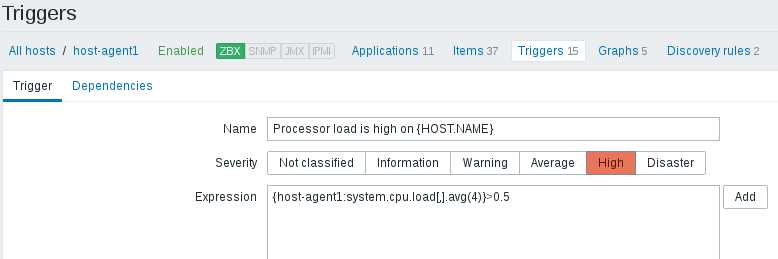 Triggers
All hosts / host-agent1 Enabled ZBX SNMP JMX IPMI Applications 11 Items 37 Triggers 15 Graphs 5 Discovery rules 2
Trigger Dependencies
Name Processor load is high on {HOST.NAME}
Severity Not classified Information Warning Average High Disaster
Expression {host-agent1:system.cpu.load[,].avg(4)}>0.5 Add